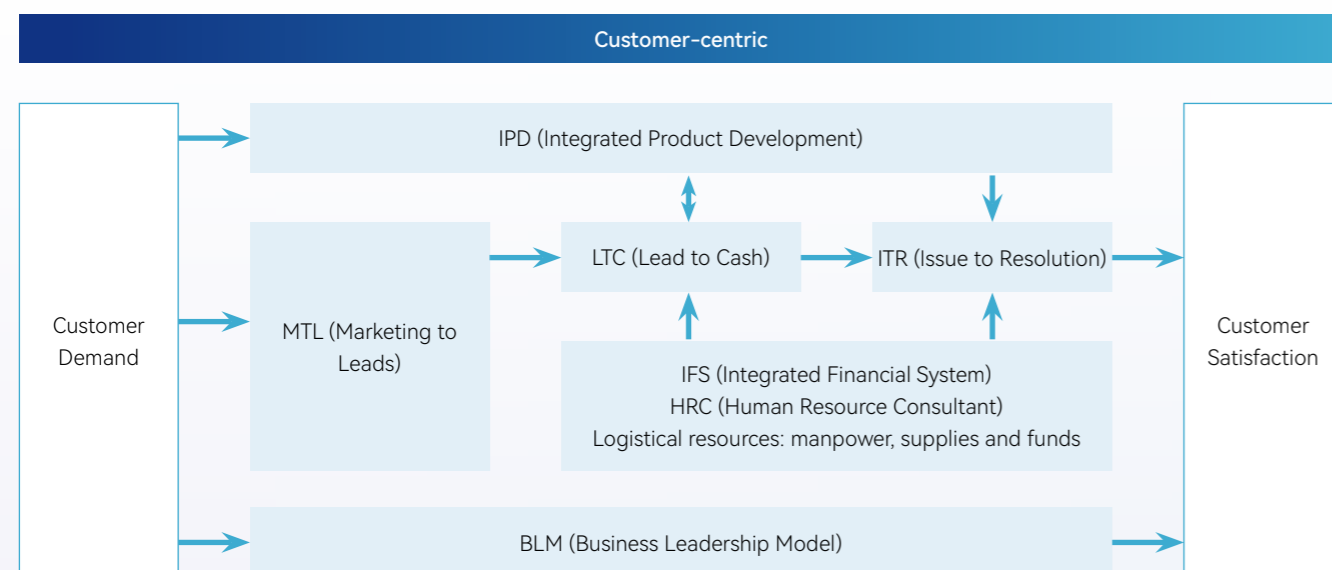 Customer-centric
IPD (Integrated Product Development)
LTC (Lead to Cash)
ITR (Issue to Resolution)
Customer
Demand
MTL (Marketing to
Leads)
IFS (Integrated Financial System)
HRC (Human Resource Consultant)
Logistical resources: manpower, supplies and funds
Customer
Satisfaction
BLM (Business Leadership Model)